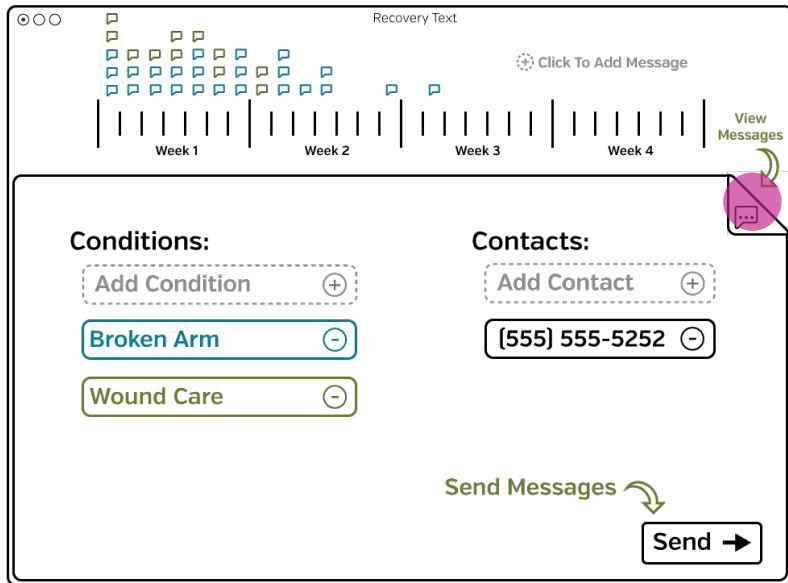 Recovery Text
Click To Add Message
View
Messages
Week 1
Week 2
Week 3
Week 4
Conditions:
Contacts:
Add Condition
Add Contact
Broken Arm
(555) 555-5252
Wound Care
Send Messages
Send